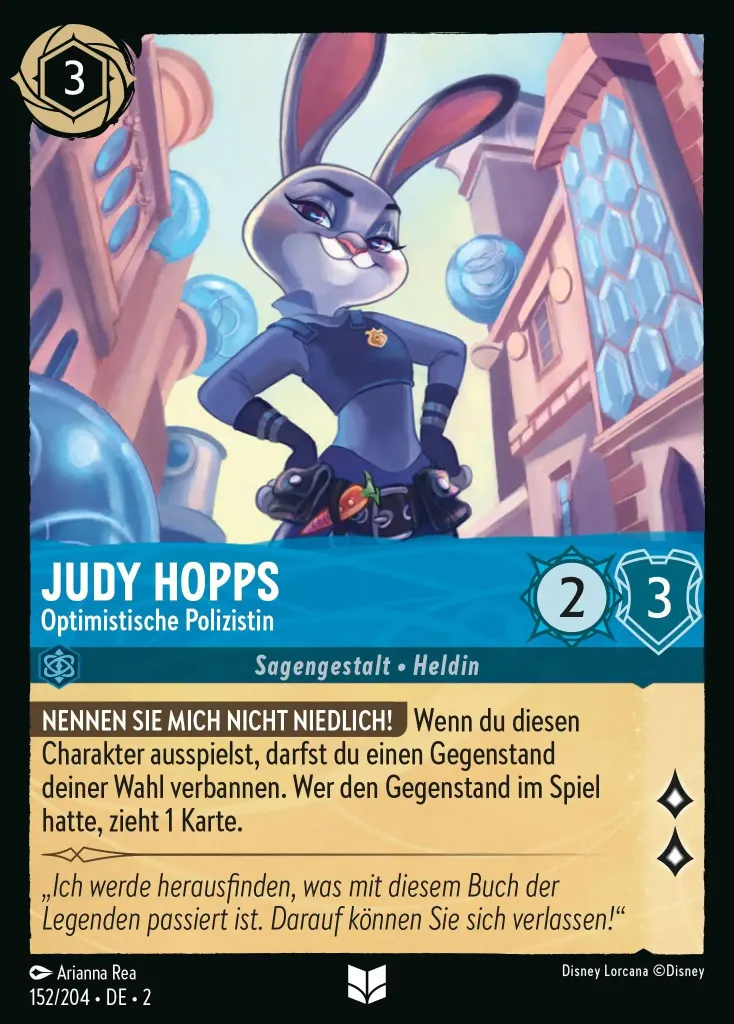 3
JUDY HOPPS
Optimistische Polizistin
2
3
Sagengestalt • Heldin
NENNEN SIE MICH NICHT NIEDLICH! Wenn du diesen
Charakter ausspielst, darfst du einen Gegenstand
deiner Wahl verbannen. Wer den Gegenstand im Spiel
hatte, zieht 1 Karte.
„Ich werde herausfinden, was mit diesem Buch der
Legenden passiert ist. Darauf können Sie sich verlassen!“
Arianna Rea
Disney Lorcana ©Disney
152/204 • DE • 2